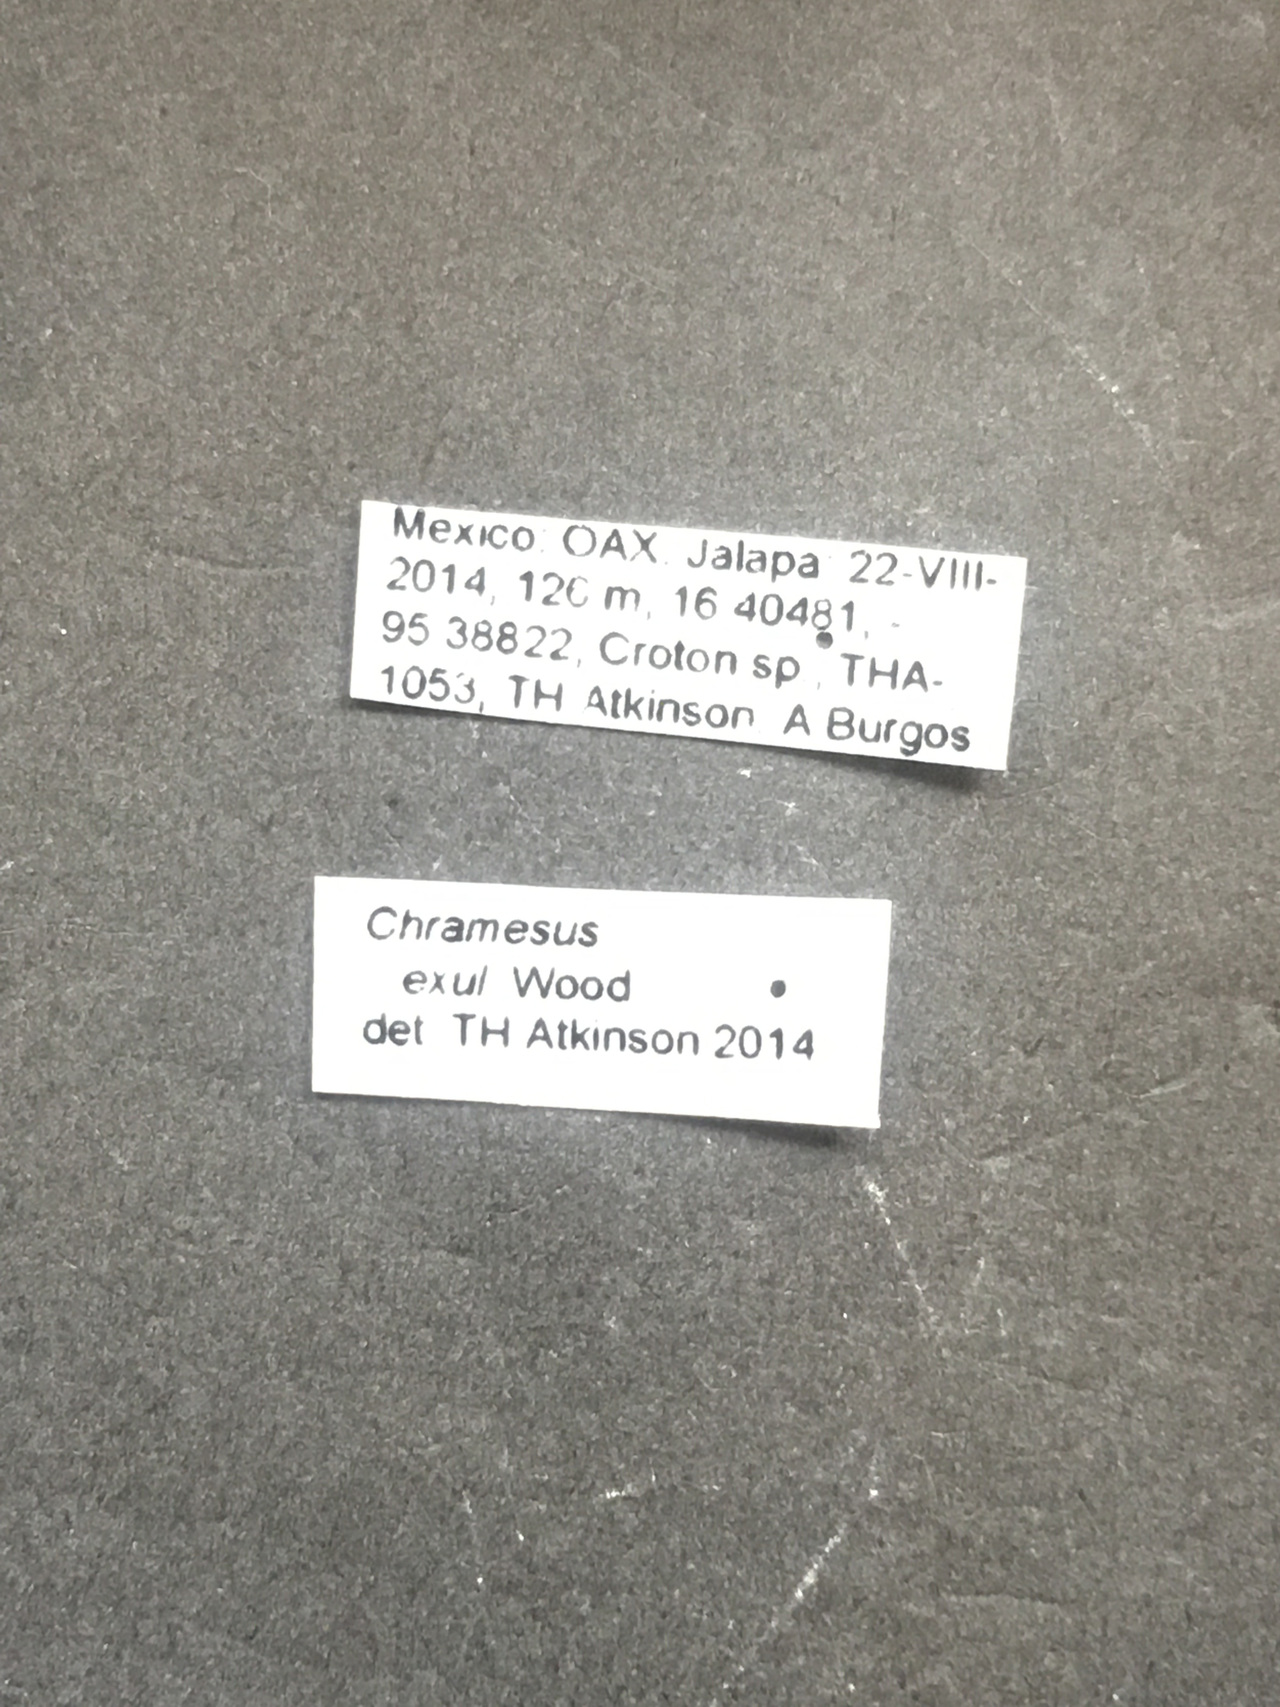 Mexico: OAX. Jalapa 22-VIII-
2014, 120 m, 16 40481, -
95 38822, Croton sp., THA-
1053, TH Atkinson A Burgos
Chramesus
exul Wood
det TH Atkinson 2014